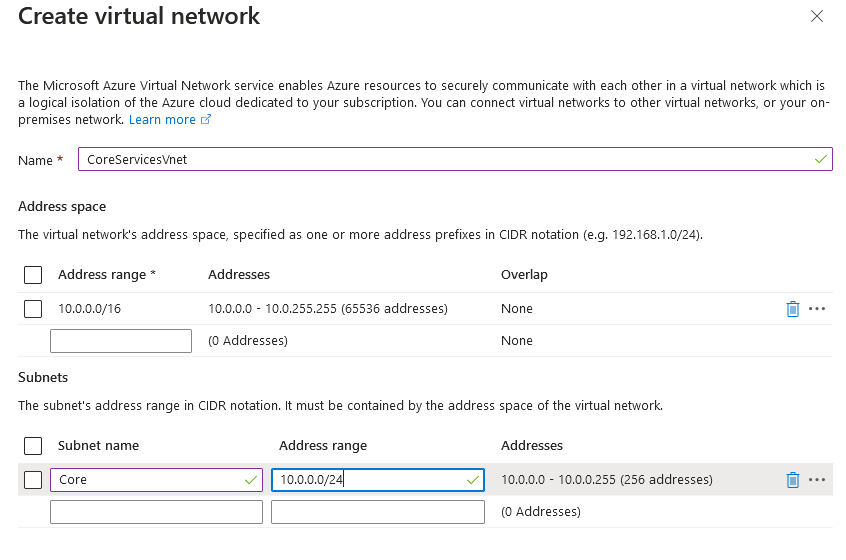 Create virtual network
The Microsoft Azure Virtual Network service enables Azure resources to securely communicate with each other in a virtual network which is
a logical isolation of the Azure cloud dedicated to your subscription. You can connect virtual networks to other virtual networks, or your on-
premises network. Learn more
Name * CoreServicesVnet
Address space
The virtual network's address space, specified as one or more address prefixes in CIDR notation (e.g. 192.168.1.0/24).
Address range * Addresses Overlap
10.0.0.0/16 10.0.0.0 - 10.0.255.255 (65536 addresses) None
(0 Addresses) None
Subnets
The subnet's address range in CIDR notation. It must be contained by the address space of the virtual network.
Subnet name Address range Addresses
Core 10.0.0.0/24 10.0.0.0 - 10.0.0.255 (256 addresses)
(0 Addresses)